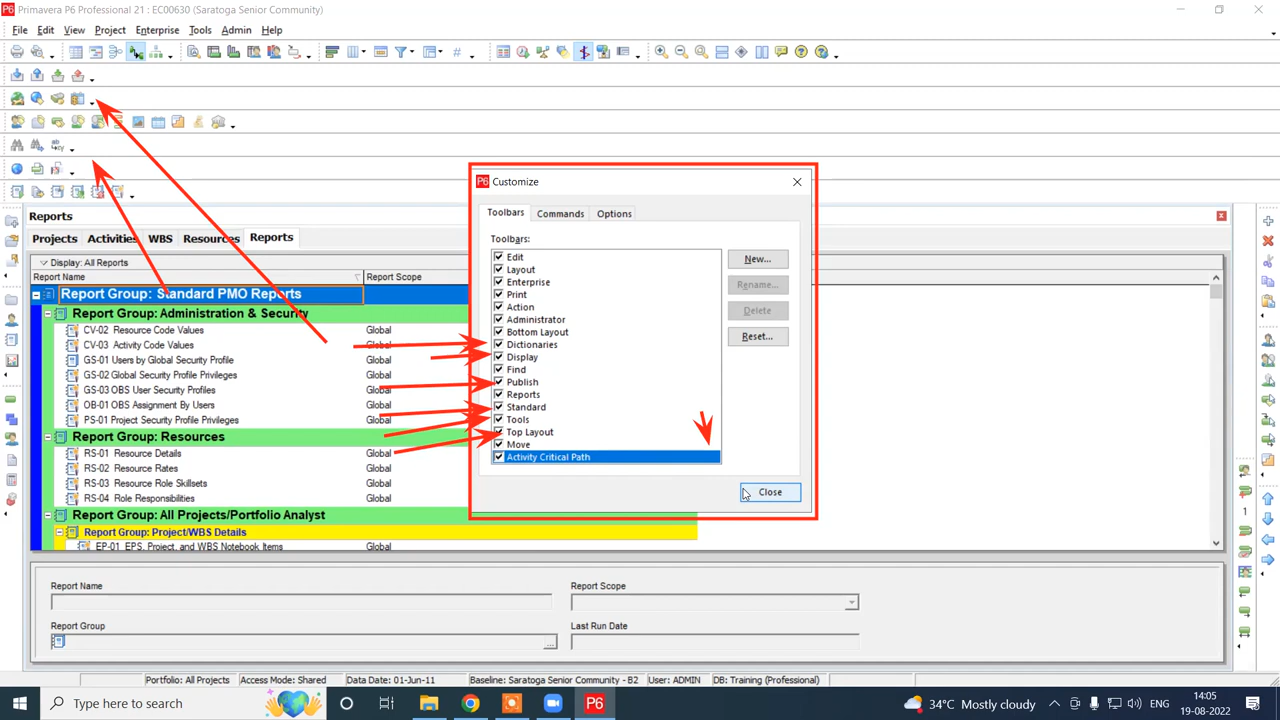 P6 Primavera P6 Professional 21 : EC00630 (Saratoga Senior Community)
File Edit View Project Enterprise Tools Admin Help
Reports
Projects Activities WBS Resources Reports
Display: All Reports
Report Name Report Scope
Report Group: Standard PMO Reports
Report Group: Administration & Security
CV-02 Resource Code Values Global
CV-03 Activity Code Values Global
GS-01 Users by Global Security Profile Global
GS-02 Global Security Profile Privileges Global
GS-03 OBS User Security Profiles Global
OB-01 OBS Assignment By Users Global
PS-01 Project Security Profile Privileges Global
Report Group: Resources
RS-01 Resource Details Global
RS-02 Resource Rates Global
RS-03 Resource Role Skillsets Global
RS-04 Role Responsibilities Global
Report Group: All Projects/Portfolio Analyst
Report Group: Project/WBS Details
EP-01 EPS, Project, and WBS Notebook Items Global
P6 Customize
Toolbars Commands Options
Toolbars:
Edit
Layout
Enterprise
Print
Action
Administrator
Bottom Layout
Dictionaries
Display
Find
Publish
Reports
Standard
Tools
Top Layout
Move
Activity Critical Path
New...
Rename...
Delete
Reset...
Close
Report Name Report Scope
Report Group Last Run Date
Portfolio: All Projects Access Mode: Shared Data Date: 01-Jun-11 Baseline: Saratoga Senior Community - B2 User: ADMIN DB: Training (Professional)
Type here to search
P6
34°C Mostly cloudy
ENG
14:05
19-08-2022